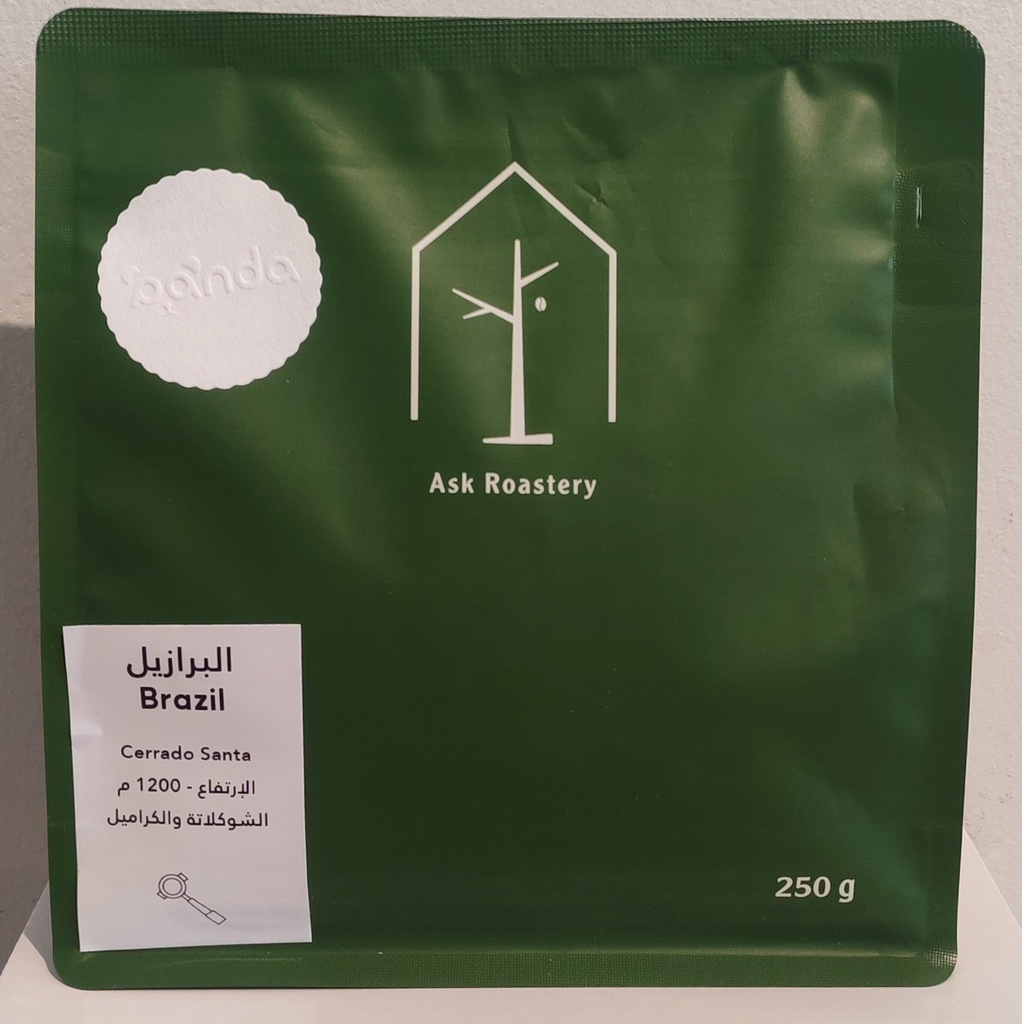 panda
Ask Roastery
البرازيل
Brazil
Cerrado Santa
الإرتفاع - 1200 م
الشوكلاتة والكراميل
250 g